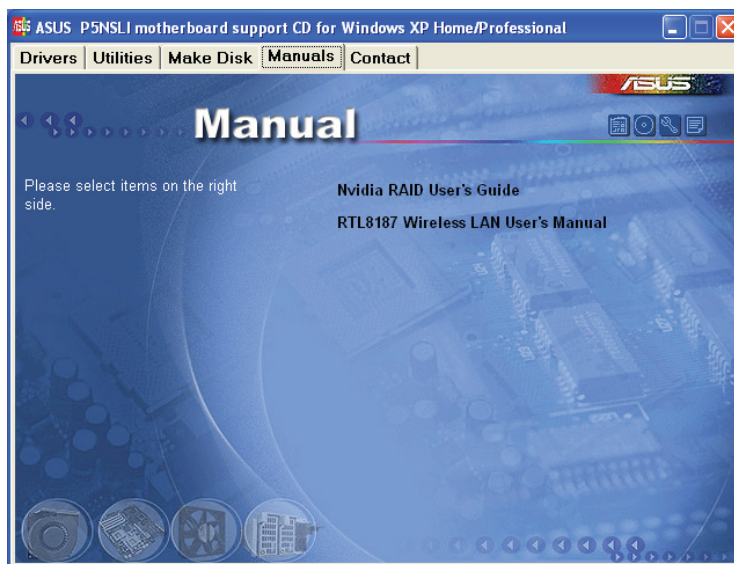 ASUS P5NSLI motherboard support CD for Windows XP Home/Professional
Drivers Utilities Make Disk Manuals Contact
ASUS
Manual
Please select items on the right
side.
Nvidia RAID User's Guide
RTL8187 Wireless LAN User's Manual